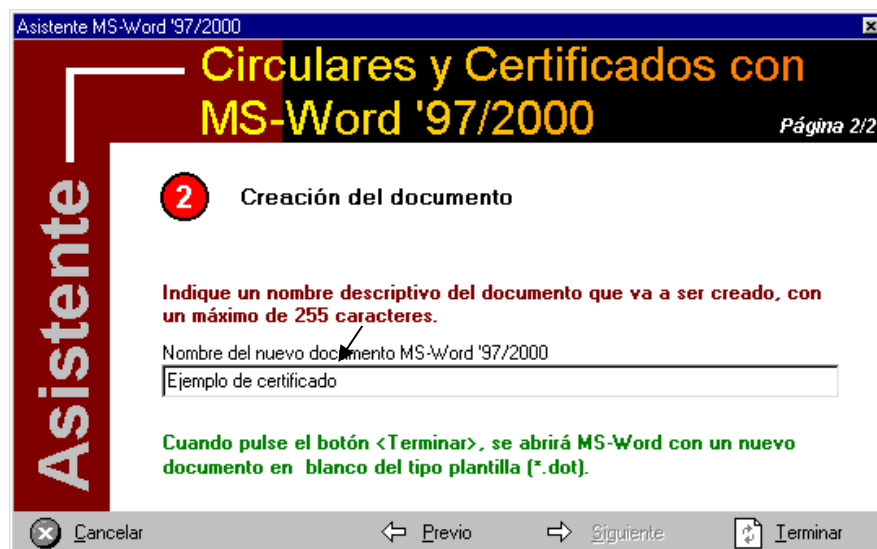 Asistente MS-Word '97/2000
Circulares y Certificados con
MS-Word '97/2000
Página 2/2
Asistente
2 Creación del documento
Indique un nombre descriptivo del documento que va a ser creado, con
un máximo de 255 caracteres.
Nombre del nuevo documento MS-Word '97/2000
Ejemplo de certificado
Cuando pulse el botón <Terminar>, se abrirá MS-Word con un nuevo
documento en blanco del tipo plantilla (*.dot).
Cancelar Previo Siguiente Terminar